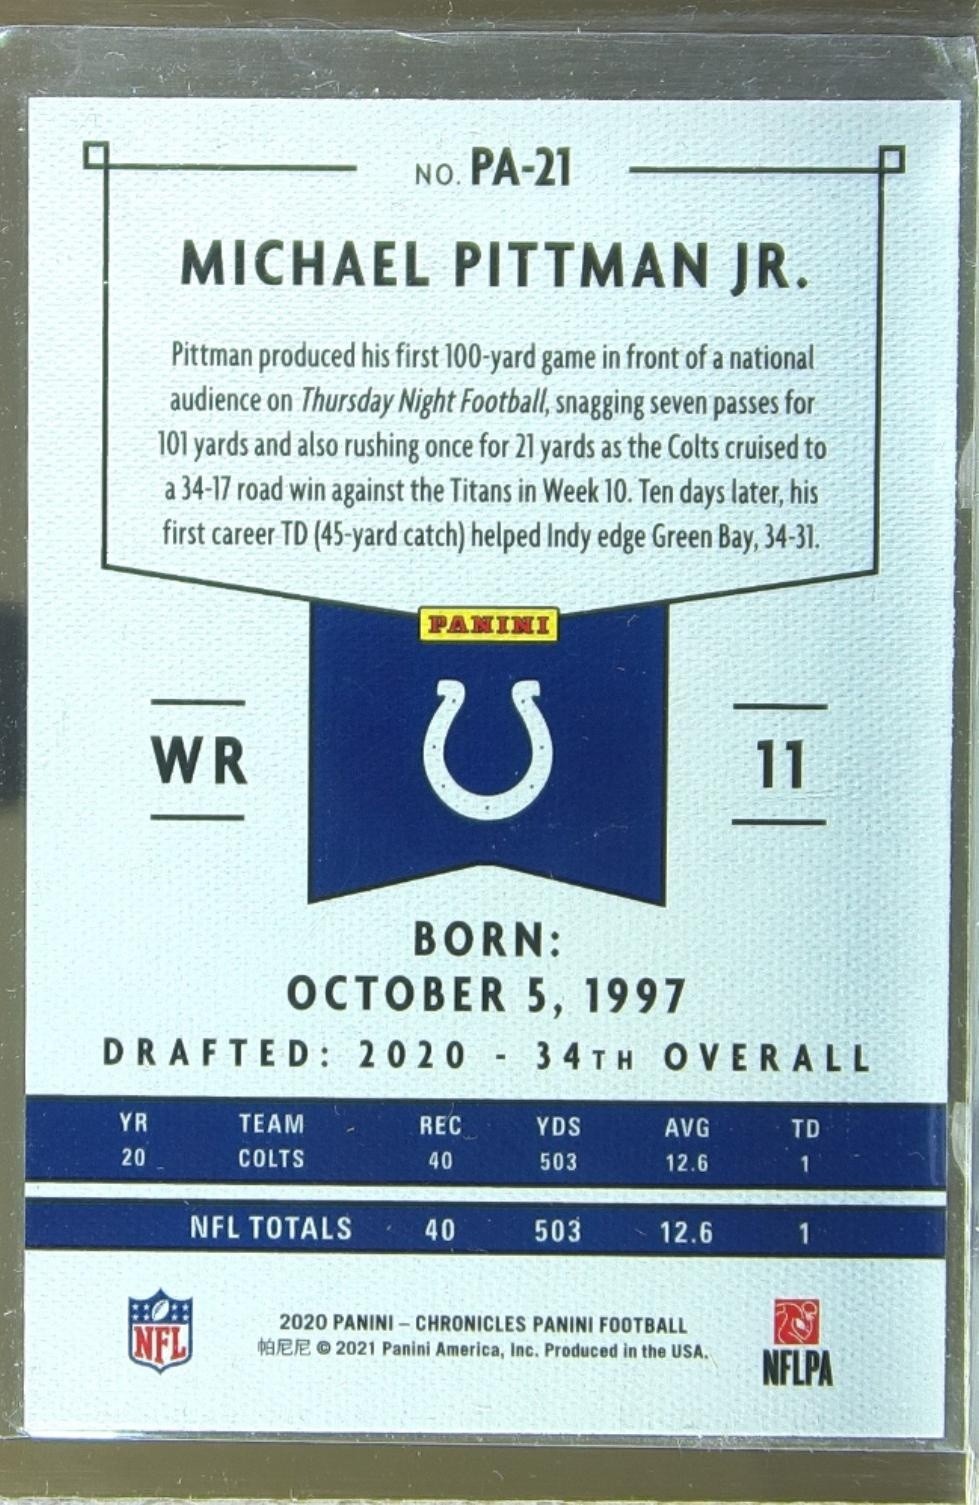 NO. PA-21
MICHAEL PITTMAN JR.
Pittman produced his first 100-yard game in front of a national
audience on Thursday Night Football, snagging seven passes for
101 yards and also rushing once for 21 yards as the Colts cruised to
a 34-17 road win against the Titans in Week 10. Ten days later, his
first career TD (45-yard catch) helped Indy edge Green Bay, 34-31.
PANINI
WR
11
BORN:
OCTOBER 5, 1997
DRAFTED: 2020 - 34TH OVERALL
YR TEAM REC YDS AVG TD
20 COLTS 40 503 12.6 1
NFL TOTALS 40 503 12.6 1
NFL
2020 PANINI – CHRONICLES PANINI FOOTBALL
帕尼尼 © 2021 Panini America, Inc. Produced in the USA.
NFLPA